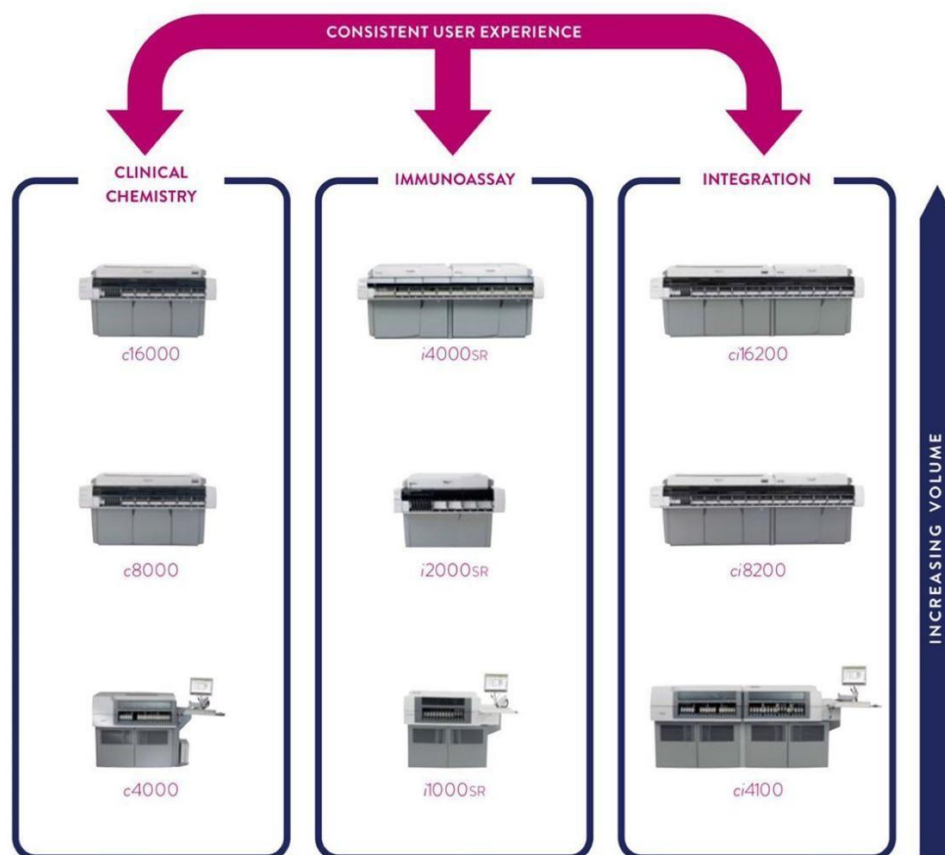 CONSISTENT USER EXPERIENCE
CLINICAL
CHEMISTRY
IMMUNOASSAY
INTEGRATION
c16000
i4000SR
ci16200
c8000
i2000SR
ci8200
c4000
i1000SR
ci4100
INCREASING VOLUME